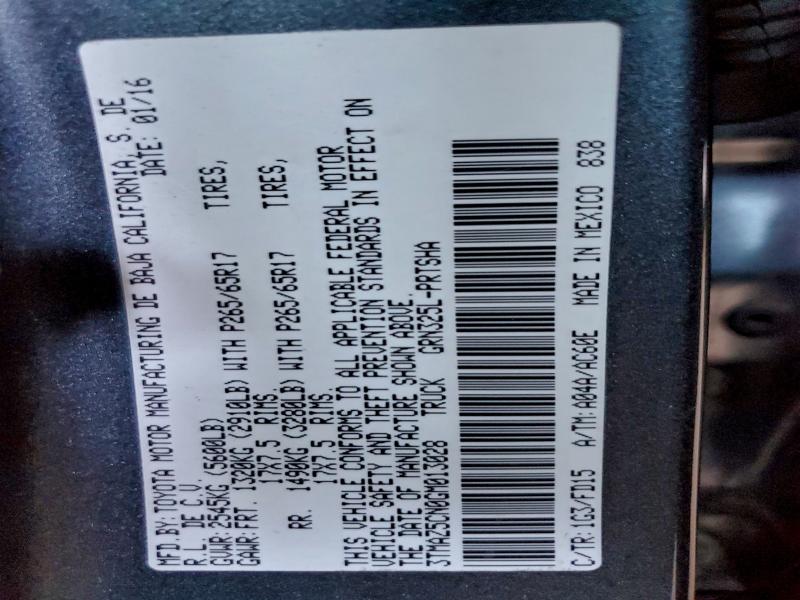 MFD BY: TOYOTA MOTOR MANUFACTURING DE BAJA CALIFORNIA, S. DE
R.L. DE C.V. DATE: 01/16
GVWR: 2545KG (5600LB)
GAWR: FRT. 1320KG (2910LB) WITH P265/65R17 TIRES,
17X7.5 RIMS.
RR. 1490KG (3280LB) WITH P265/65R17 TIRES,
17X7.5 RIMS.
THIS VEHICLE CONFORMS TO ALL APPLICABLE FEDERAL MOTOR
VEHICLE SAFETY AND THEFT PREVENTION STANDARDS IN EFFECT ON
THE DATE OF MANUFACTURE SHOWN ABOVE.
3TMAZ5CN0GM013028 TRUCK GRN325L-PRTSHA
C/TR: 1G3/FD15 A/TM: A04A/AC60E MADE IN MEXICO 838